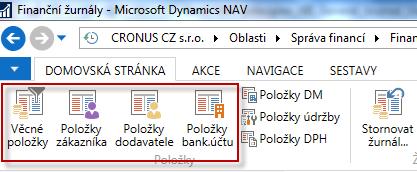 Finanční žurnály - Microsoft Dynamics NAV
CRONUS CZ s.r.o. Oblasti Správa financí Finan
DOMOVSKÁ STRÁNKA AKCE NAVIGACE SESTAVY
Věcné položky
Položky zákazníka
Položky dodavatele
Položky bank.účtu
Položky DM
Položky údržby
Položky DPH
Stornovat žurnál...
Položky